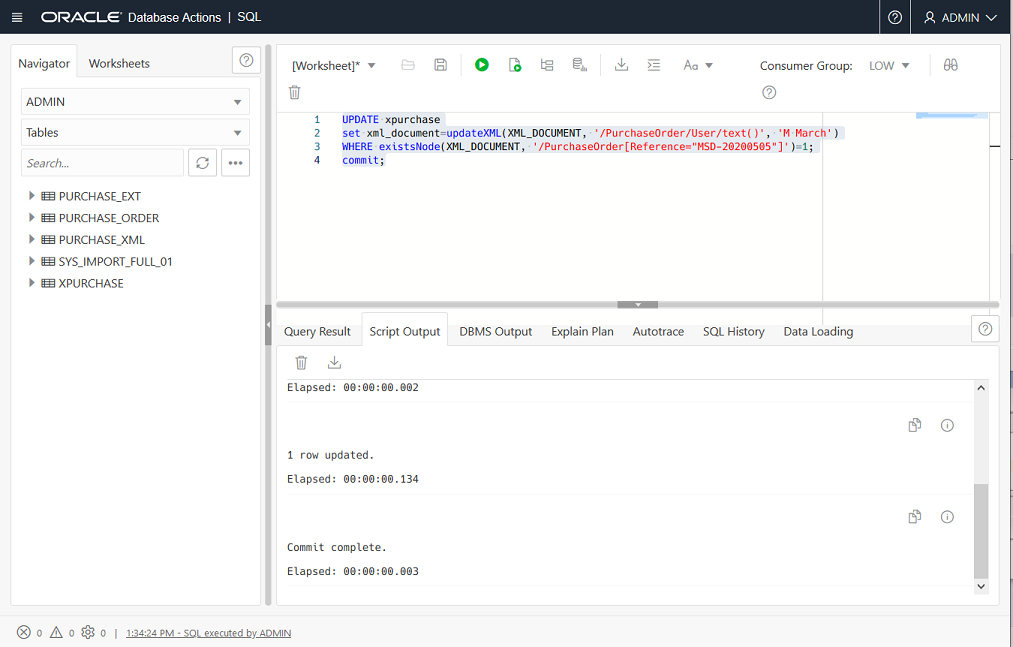 ORACLE Database Actions | SQL
ADMIN
Navigator
Worksheets
ADMIN
Tables
Search...
PURCHASE_EXT
PURCHASE_ORDER
PURCHASE_XML
SYS_IMPORT_FULL_01
XPURCHASE
[Worksheet]*
Aa
Consumer Group:
LOW
1 UPDATE xpurchase
2 set xml_document=updateXML(XML_DOCUMENT, '/PurchaseOrder/User/text()', 'M March')
3 WHERE existsNode(XML_DOCUMENT, '/PurchaseOrder[Reference="MSD-20200505"]')=1;
4 commit;
Query Result
Script Output
DBMS Output
Explain Plan
Autotrace
SQL History
Data Loading
Elapsed: 00:00:00.002
1 row updated.
Elapsed: 00:00:00.134
Commit complete.
Elapsed: 00:00:00.003
0 0 0 | 1:34:24 PM - SQL executed by ADMIN